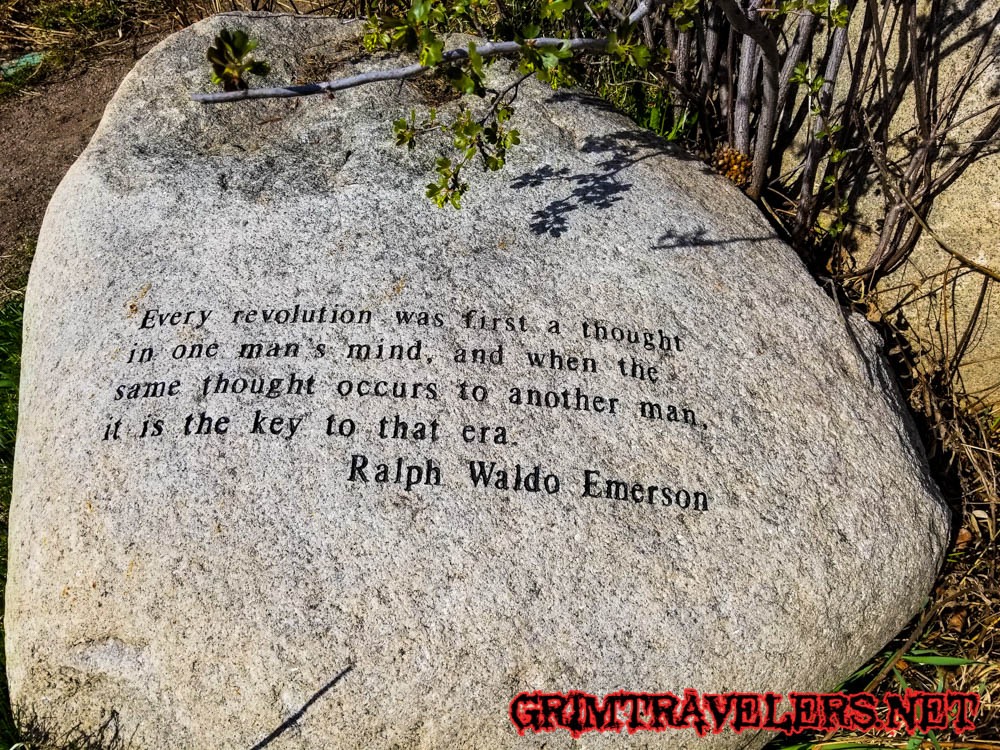 Every revolution was first a thought
in one man's mind, and when the
same thought occurs to another man,
it is the key to that era.
Ralph Waldo Emerson
GRIMTRAVELERS.NET